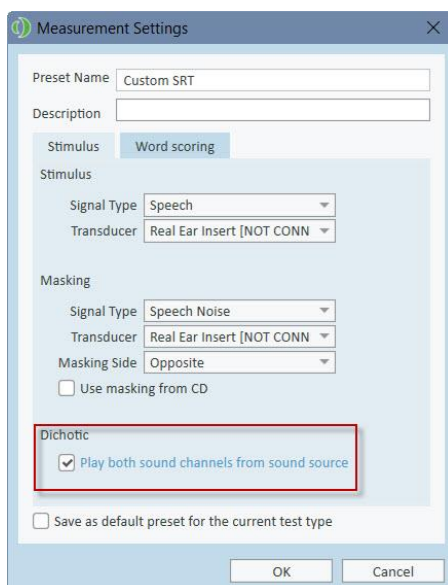 Measurement Settings
Preset Name Custom SRT
Description
Stimulus Word scoring
Stimulus
Signal Type Speech
Transducer Real Ear Insert [NOT CONN
Masking
Signal Type Speech Noise
Transducer Real Ear Insert [NOT CONN
Masking Side Opposite
Use masking from CD
Dichotic
Play both sound channels from sound source
Save as default preset for the current test type
OK Cancel